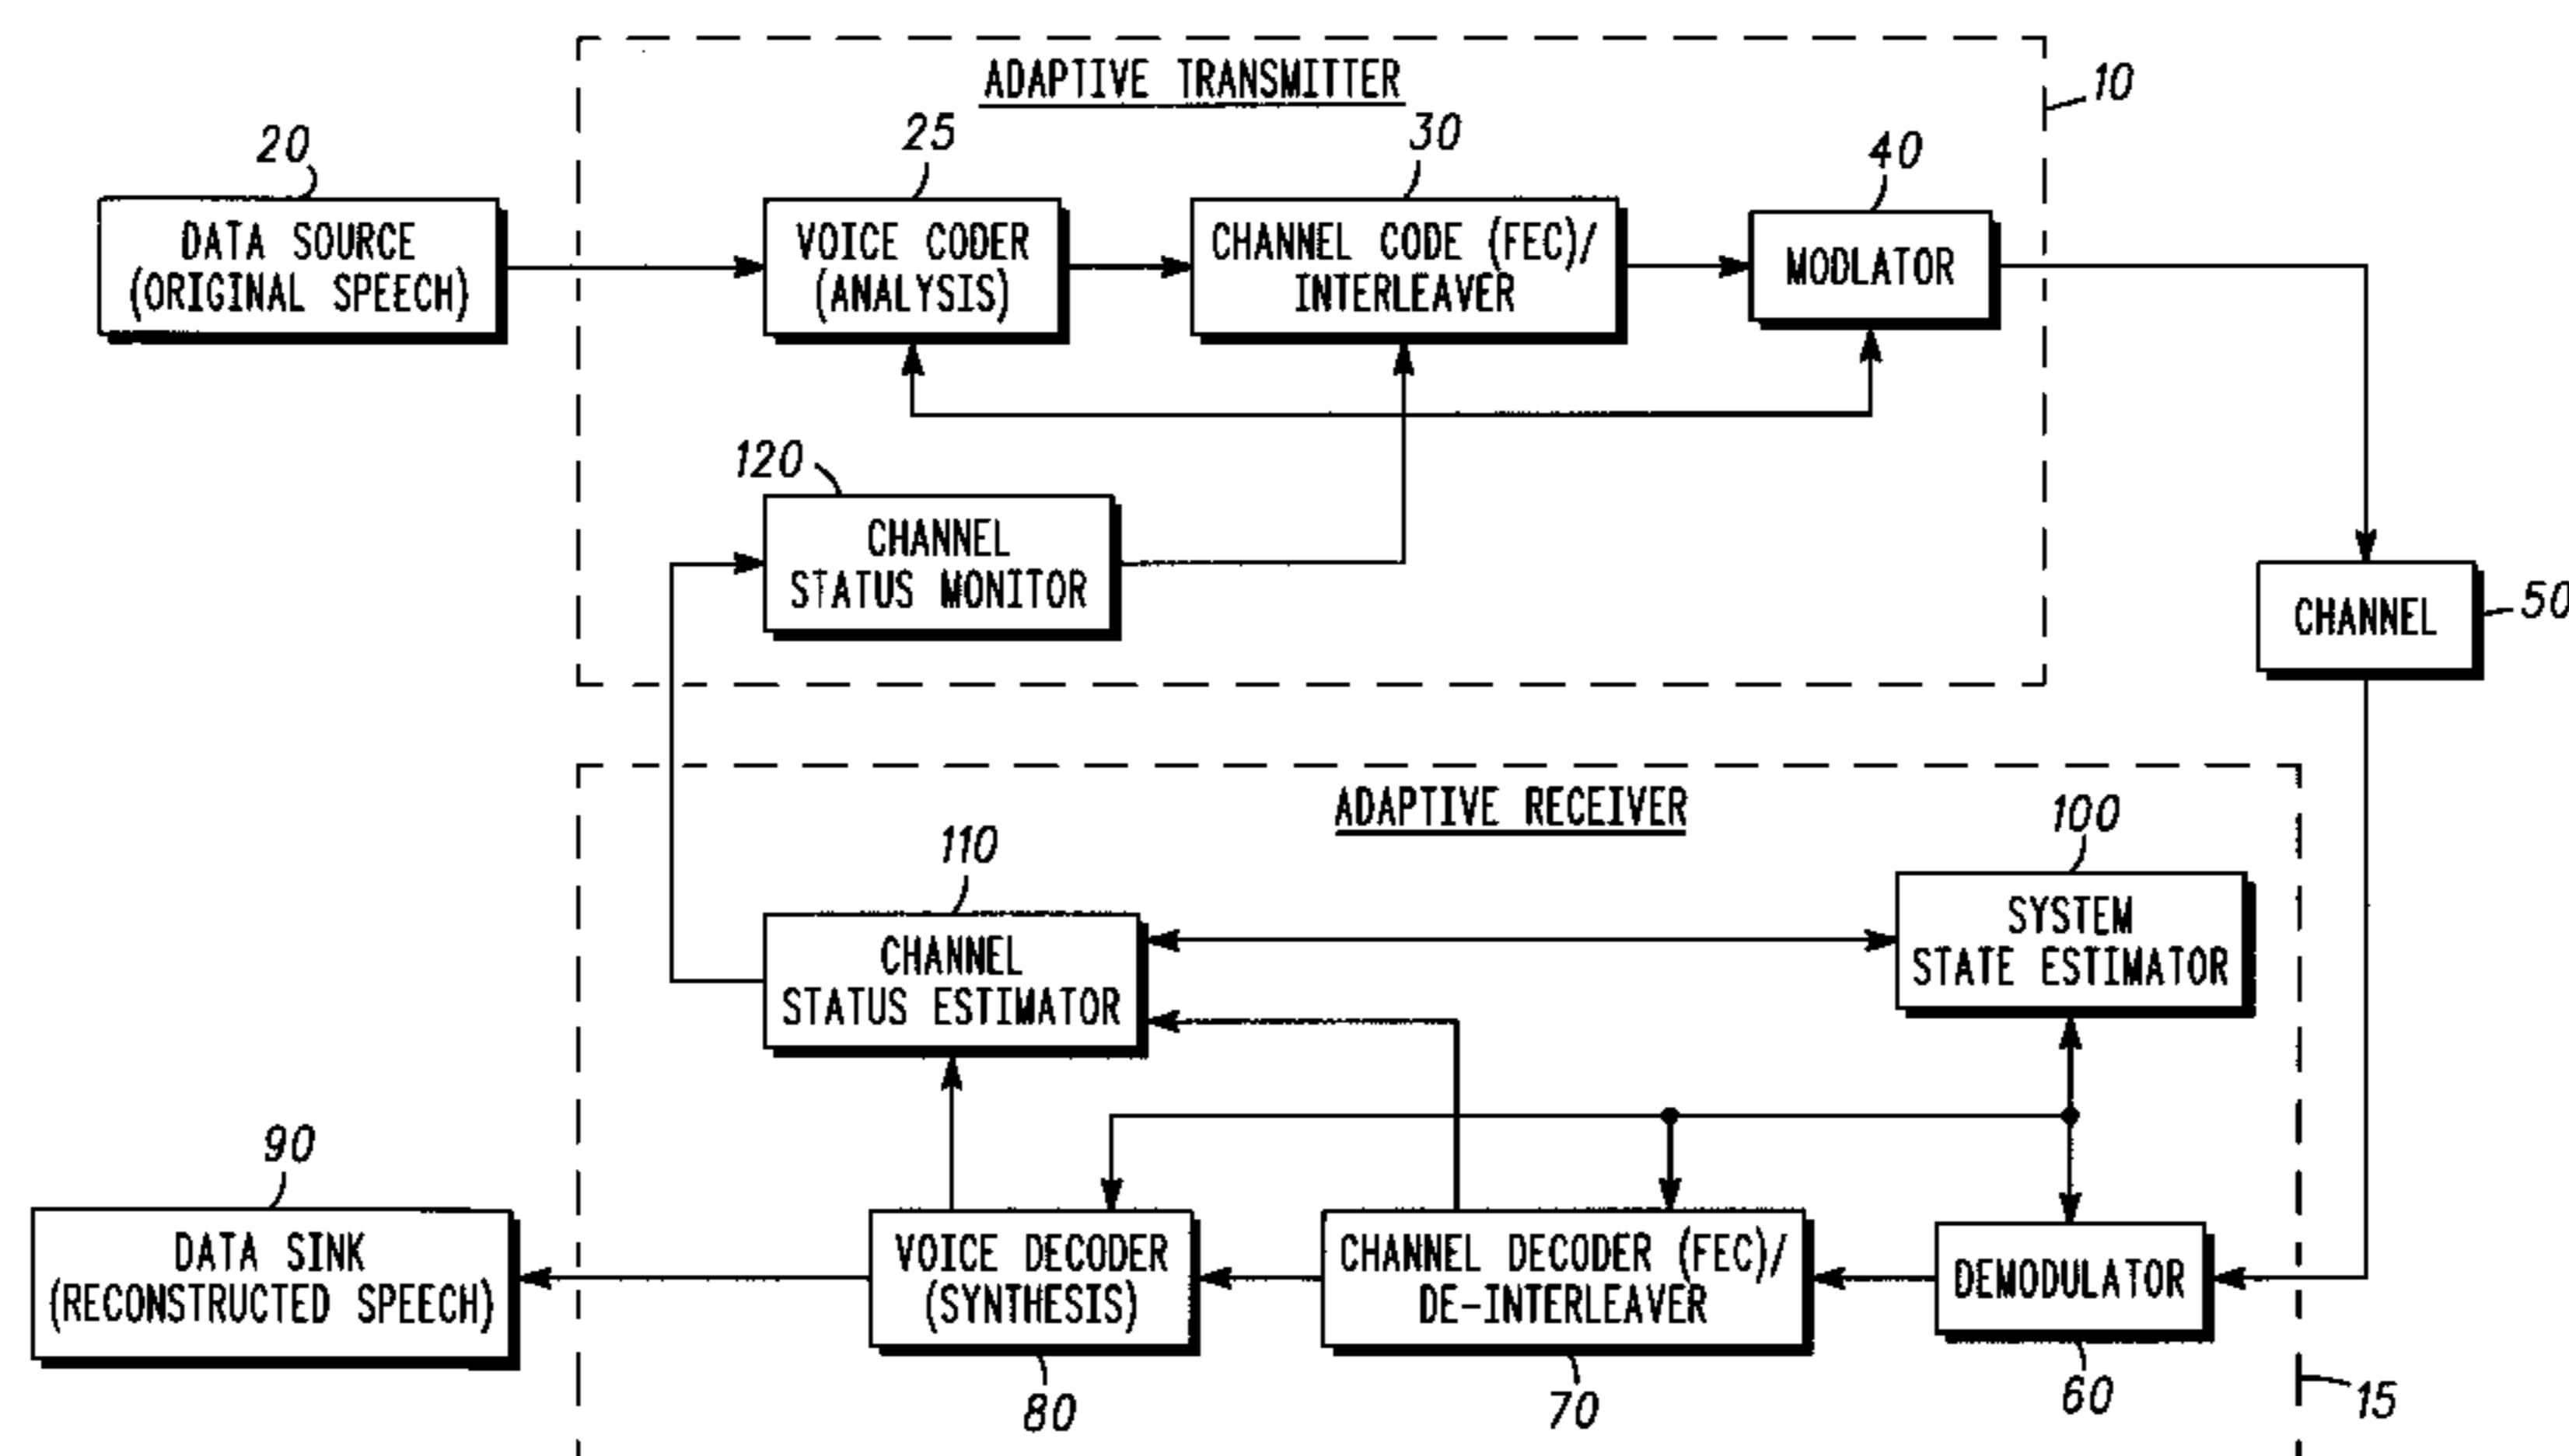 ADAPTIVE TRANSMITTER
10
20
25
30
40
DATA SOURCE
(ORIGINAL SPEECH)
VOICE CODER
(ANALYSIS)
CHANNEL CODE (FEC)/
INTERLEAVER
MODLATOR
120
CHANNEL
STATUS MONITOR
CHANNEL
50
ADAPTIVE RECEIVER
110
100
CHANNEL
STATUS ESTIMATOR
SYSTEM
STATE ESTIMATOR
90
DATA SINK
(RECONSTRUCTED SPEECH)
VOICE DECODER
(SYNTHESIS)
CHANNEL DECODER (FEC)/
DE-INTERLEAVER
DEMODULATOR
80
70
60
15